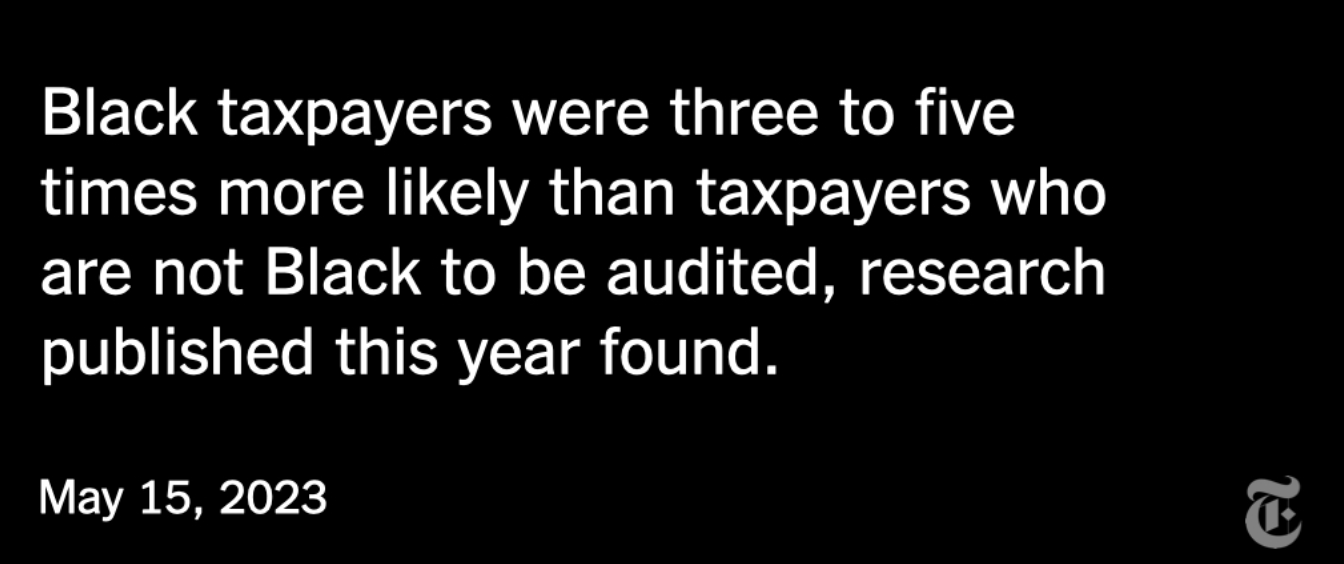 Black taxpayers were three to five
times more likely than taxpayers who
are not Black to be audited, research
published this year found.
May 15, 2023
T